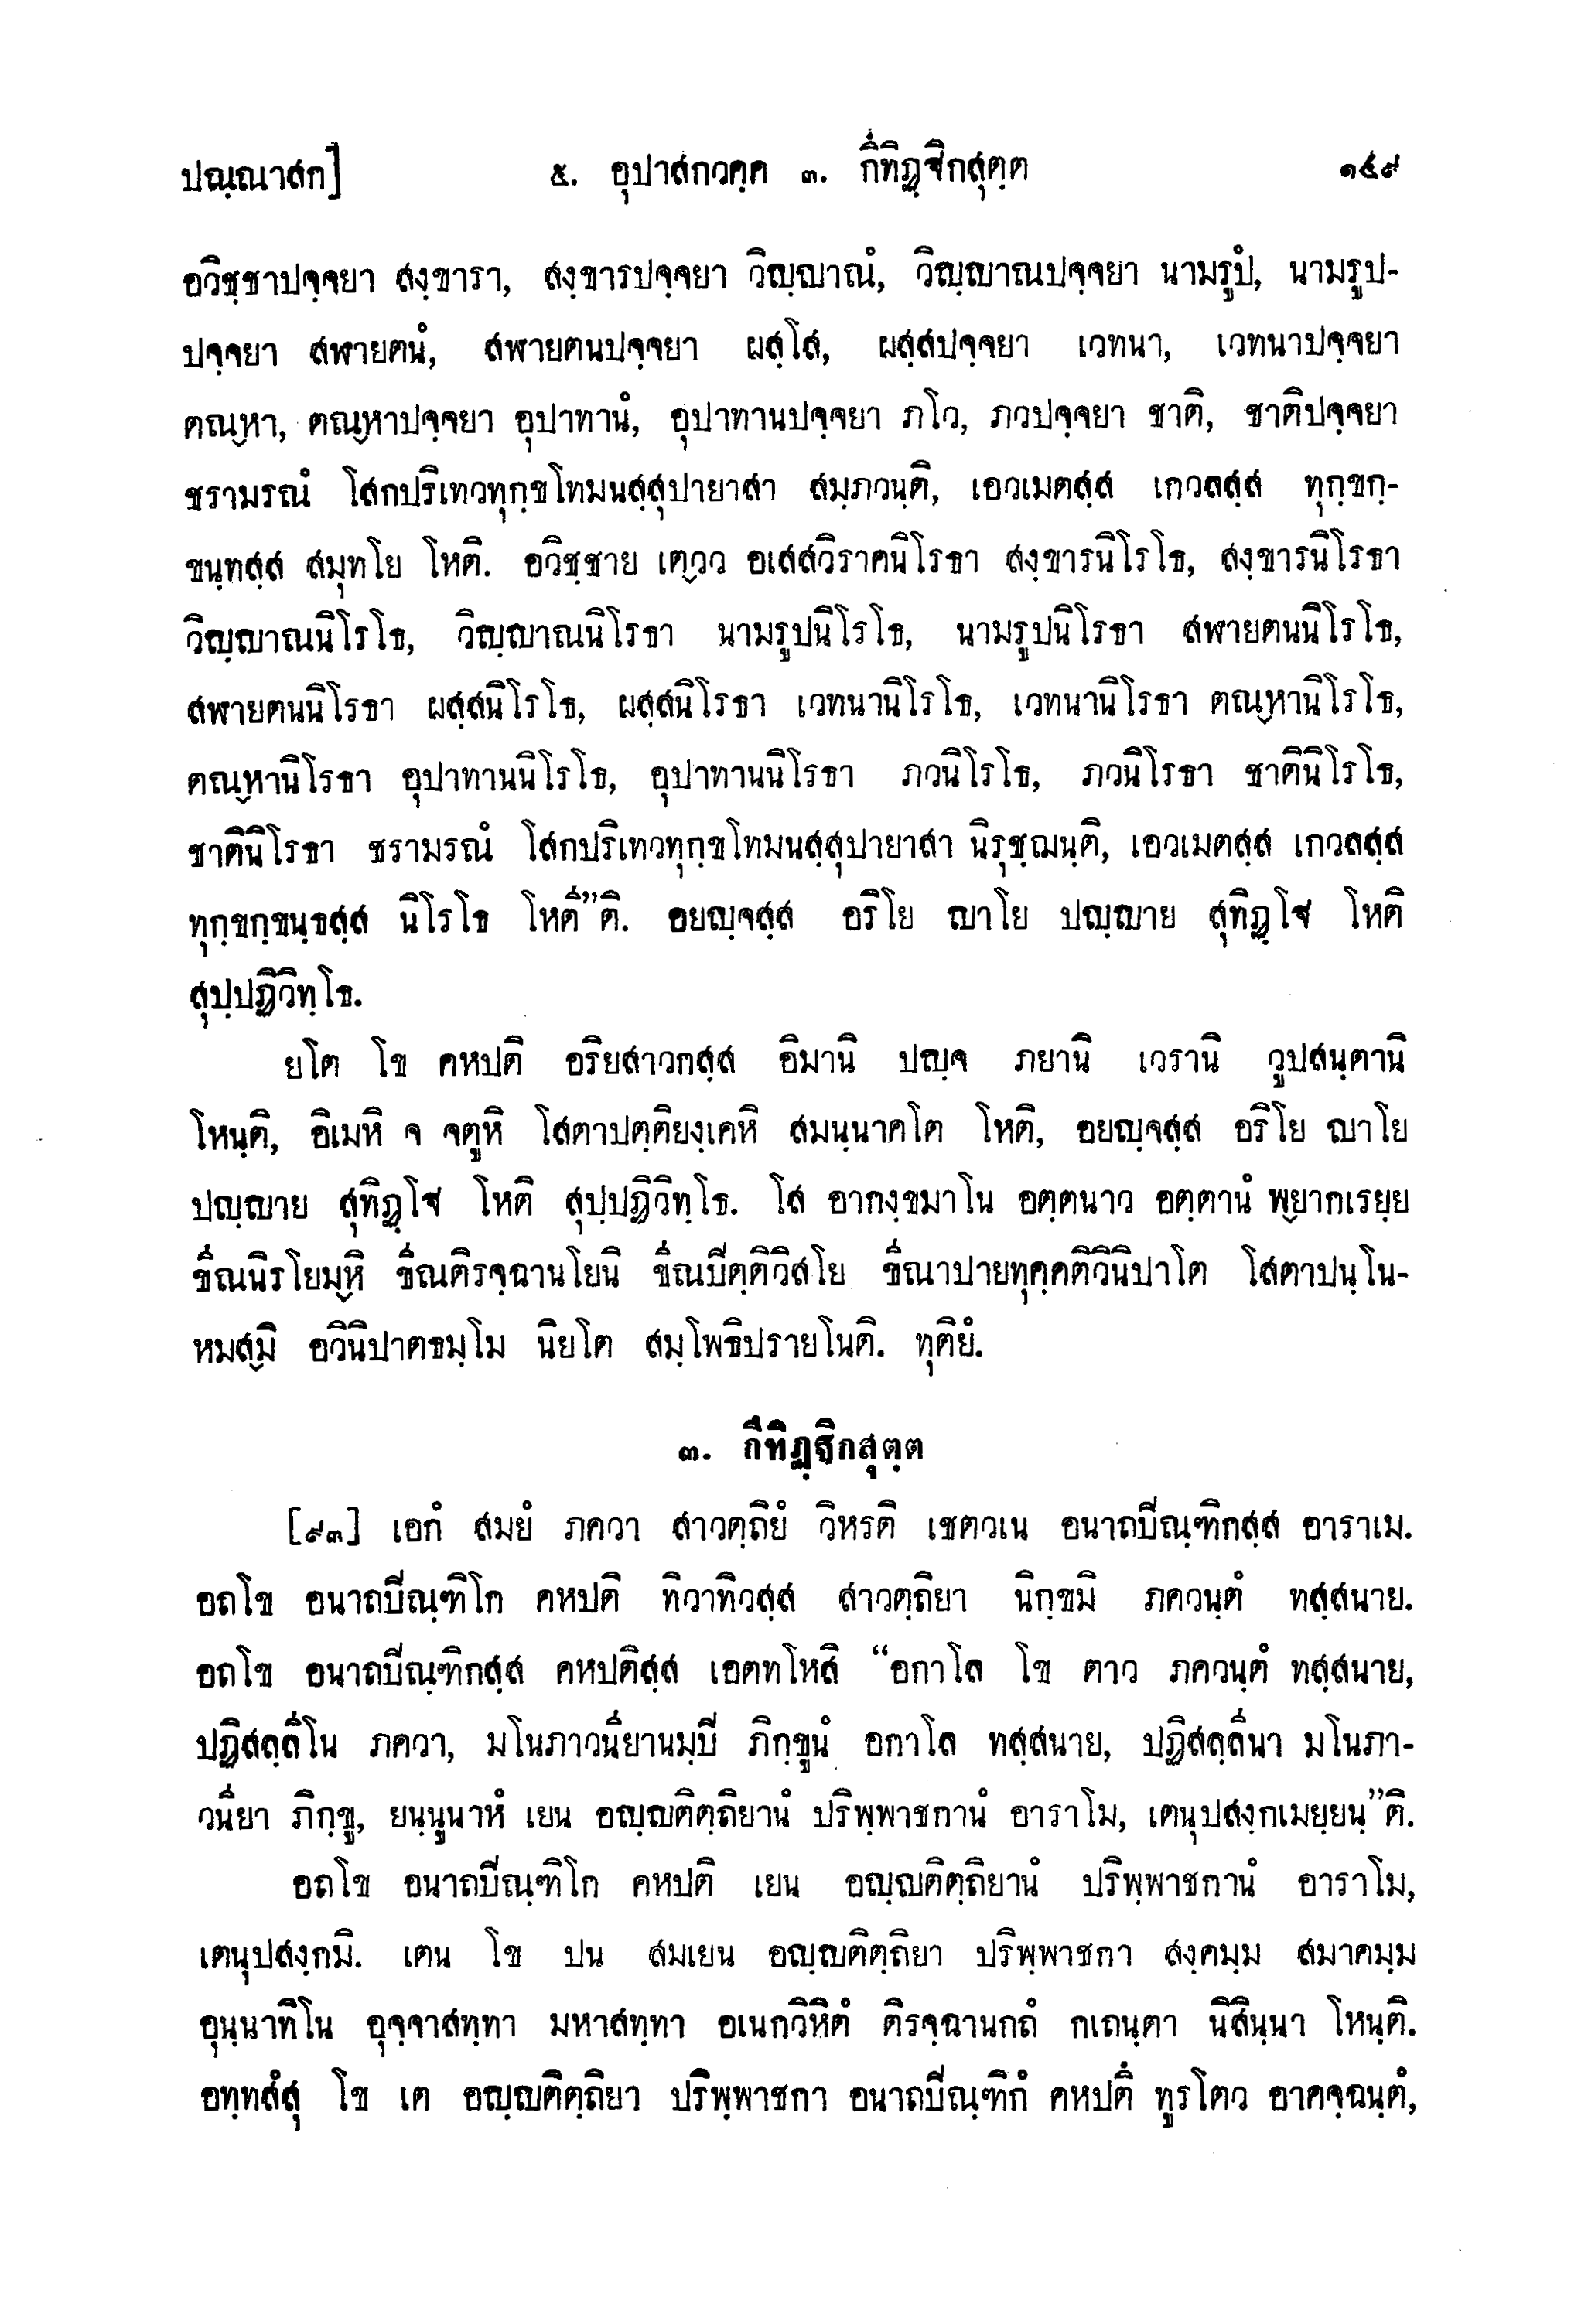 ปณฺณาสก] ๕. อุปาสกวคฺค ๓. กึทิฏฺฐิกสุตฺต ๑๕๙
อวิชฺชาปจฺจยา สงฺขารา, สงฺขารปจฺจยา วิญฺญาณํ, วิญฺญาณปจฺจยา นามรูปํ, นามรูป-
ปจฺจยา สฬายตนํ, สฬายตนปจฺจยา ผสฺโส, ผสฺสปจฺจยา เวทนา, เวทนาปจฺจยา
ตณฺหา, ตณฺหาปจฺจยา อุปาทานํ, อุปาทานปจฺจยา ภโว, ภวปจฺจยา ชาติ, ชาติปจฺจยา
ชรามรณํ โสกปริเทวทุกฺขโทมนสฺสุปายาสา สมฺภวนฺติ, เอวเมตสฺส เกวลสฺส ทุกฺขกฺ-
ขนฺทสฺส สมุทโย โหติ. อวิชฺชาย เตฺวว อเสสวิราคนิโรธา สงฺขารนิโรโธ, สงฺขารนิโรธา
วิญฺญาณนิโรโธ, วิญฺญาณนิโรธา นามรูปนิโรโธ, นามรูปนิโรธา สฬายตนนิโรโธ,
สฬายตนนิโรธา ผสฺสนิโรโธ, ผสฺสนิโรธา เวทนานิโรโธ, เวทนานิโรธา ตณฺหานิโรโธ,
ตณฺหานิโรธา อุปาทานนิโรโธ, อุปาทานนิโรธา ภวนิโรโธ, ภวนิโรธา ชาตินิโรโธ,
ชาตินิโรธา ชรามรณํ โสกปริเทวทุกฺขโทมนสฺสุปายาสา นิรุชฺฌนฺติ, เอวเมตสฺส เกวลสฺส
ทุกฺขกฺขนฺธสฺส นิโรโธ โหตี”ติ. อยญฺจสฺส อริโย ญาโย ปญฺญาย สุทิฏฺโฐ โหติ
สุปฺปฏิวิทฺโธ.
ยโต โข คหปติ อริยสาวกสฺส อิมานิ ปญฺจ ภยานิ เวรานิ วูปสนฺตานิ
โหนฺติ, อิเมหิ จ จตูหิ โสตาปตฺติยงฺเคหิ สมนฺนาคโต โหติ, อยญฺจสฺส อริโย ญาโย
ปญฺญาย สุทิฏฺโฐ โหติ สุปฺปฏิวิทฺโธ. โส อากงฺขมาโน อตฺตนาว อตฺตานํ พฺยากเรยฺย
ขีณนิรโยมฺหิ ขีณติรจฺฉานโยนิ ขีณปีตฺติวิสโย ขีณาปายทุคฺคติวินิปาโต โสตาปนฺโน-
หมสฺมิ อวินิปาตธมฺโม นิยโต สมฺโพธิปรายโนติ. ทุติยํ.
๓. กึทิฏฺฐิกสุตฺต
[๙๓] เอกํ สมยํ ภควา สาวตฺถิยํ วิหรติ เชตวเน อนาถปิณฺฑิกสฺส อาราเม.
อถโข อนาถปิณฺฑิโก คหปติ ทิวาทิวสฺส สาวตฺถิยา นิกฺขมิ ภควนฺตํ ทสฺสนาย.
อถโข อนาถปิณฺฑิกสฺส คหปติสฺส เอตทโหสิ “อกาโล โข ตาว ภควนฺตํ ทสฺสนาย,
ปฏิสลฺลีโน ภควา, มโนภาวนียานมฺปิ ภิกฺขูนํ อกาโล ทสฺสนาย, ปฏิสลฺลีนา มโนภา-
วนียา ภิกฺขู, ยนฺนูนาหํ เยน อญฺญติตฺถิยานํ ปริพฺพาชกานํ อาราโม, เตนุปสงฺกเมยฺยนฺ”ติ.
อถโข อนาถปิณฺฑิโก คหปติ เยน อญฺญติตฺถิยานํ ปริพฺพาชกานํ อาราโม,
เตนุปสงฺกมิ. เตน โข ปน สมเยน อญฺญติตฺถิยา ปริพฺพาชกา สงฺคมฺม สมาคมฺม
อุนฺนาทิโน อุจฺจาสทฺทา มหาสทฺทา อเนกวิหิตํ ติรจฺฉานกถํ กเถนฺตา นิสินฺนา โหนฺติ.
อทฺทสํสุ โข เต อญฺญติตฺถิยา ปริพฺพาชกา อนาถปิณฺฑิกํ คหปตึ ทูรโตว อาคจฺฉนฺตํ,